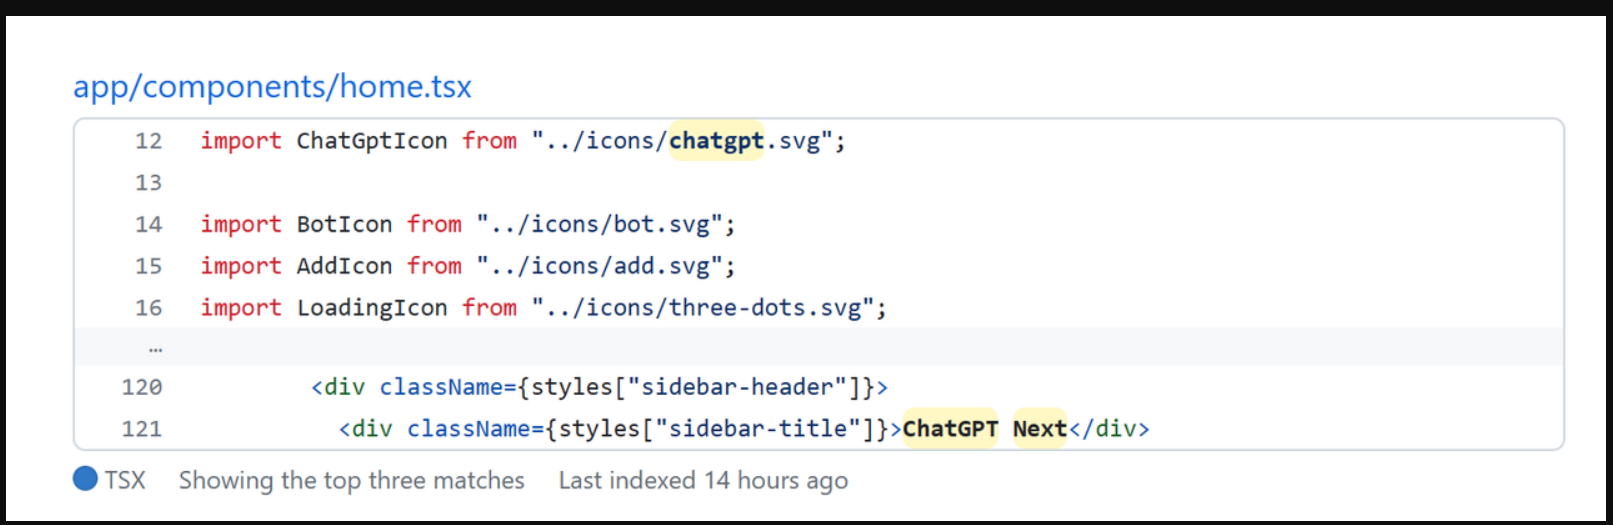 app/components/home.tsx
12 import ChatGptIcon from "../icons/chatgpt.svg";
13
14 import BotIcon from "../icons/bot.svg";
15 import AddIcon from "../icons/add.svg";
16 import LoadingIcon from "../icons/three-dots.svg";
…
120 <div className={styles["sidebar-header"]}>
121 <div className={styles["sidebar-title"]}>ChatGPT Next</div>
TSX Showing the top three matches Last indexed 14 hours ago